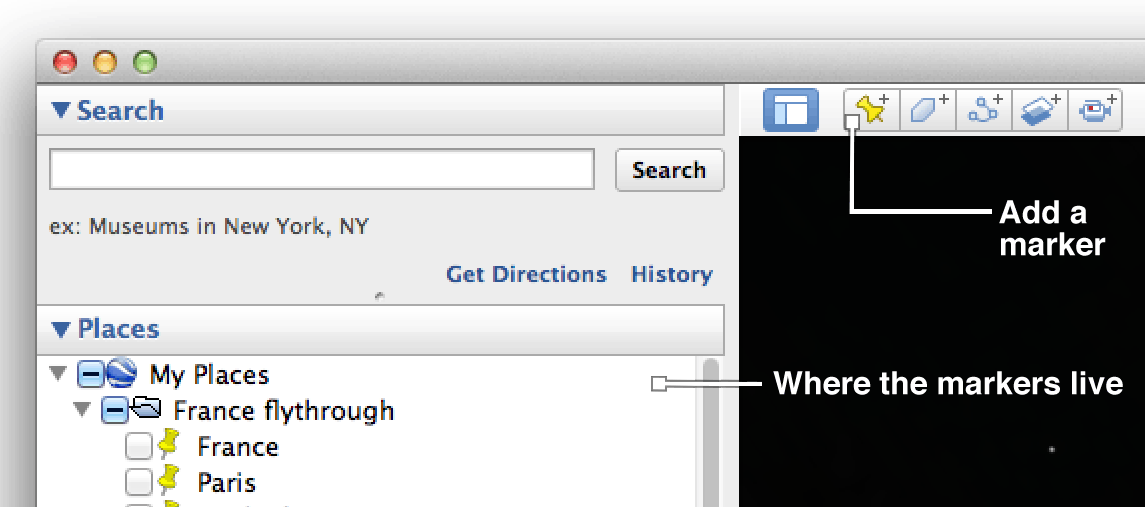 Search
Search
ex: Museums in New York, NY
Get Directions History
Places
My Places
France flythrough
France
Paris
Add a
marker
Where the markers live